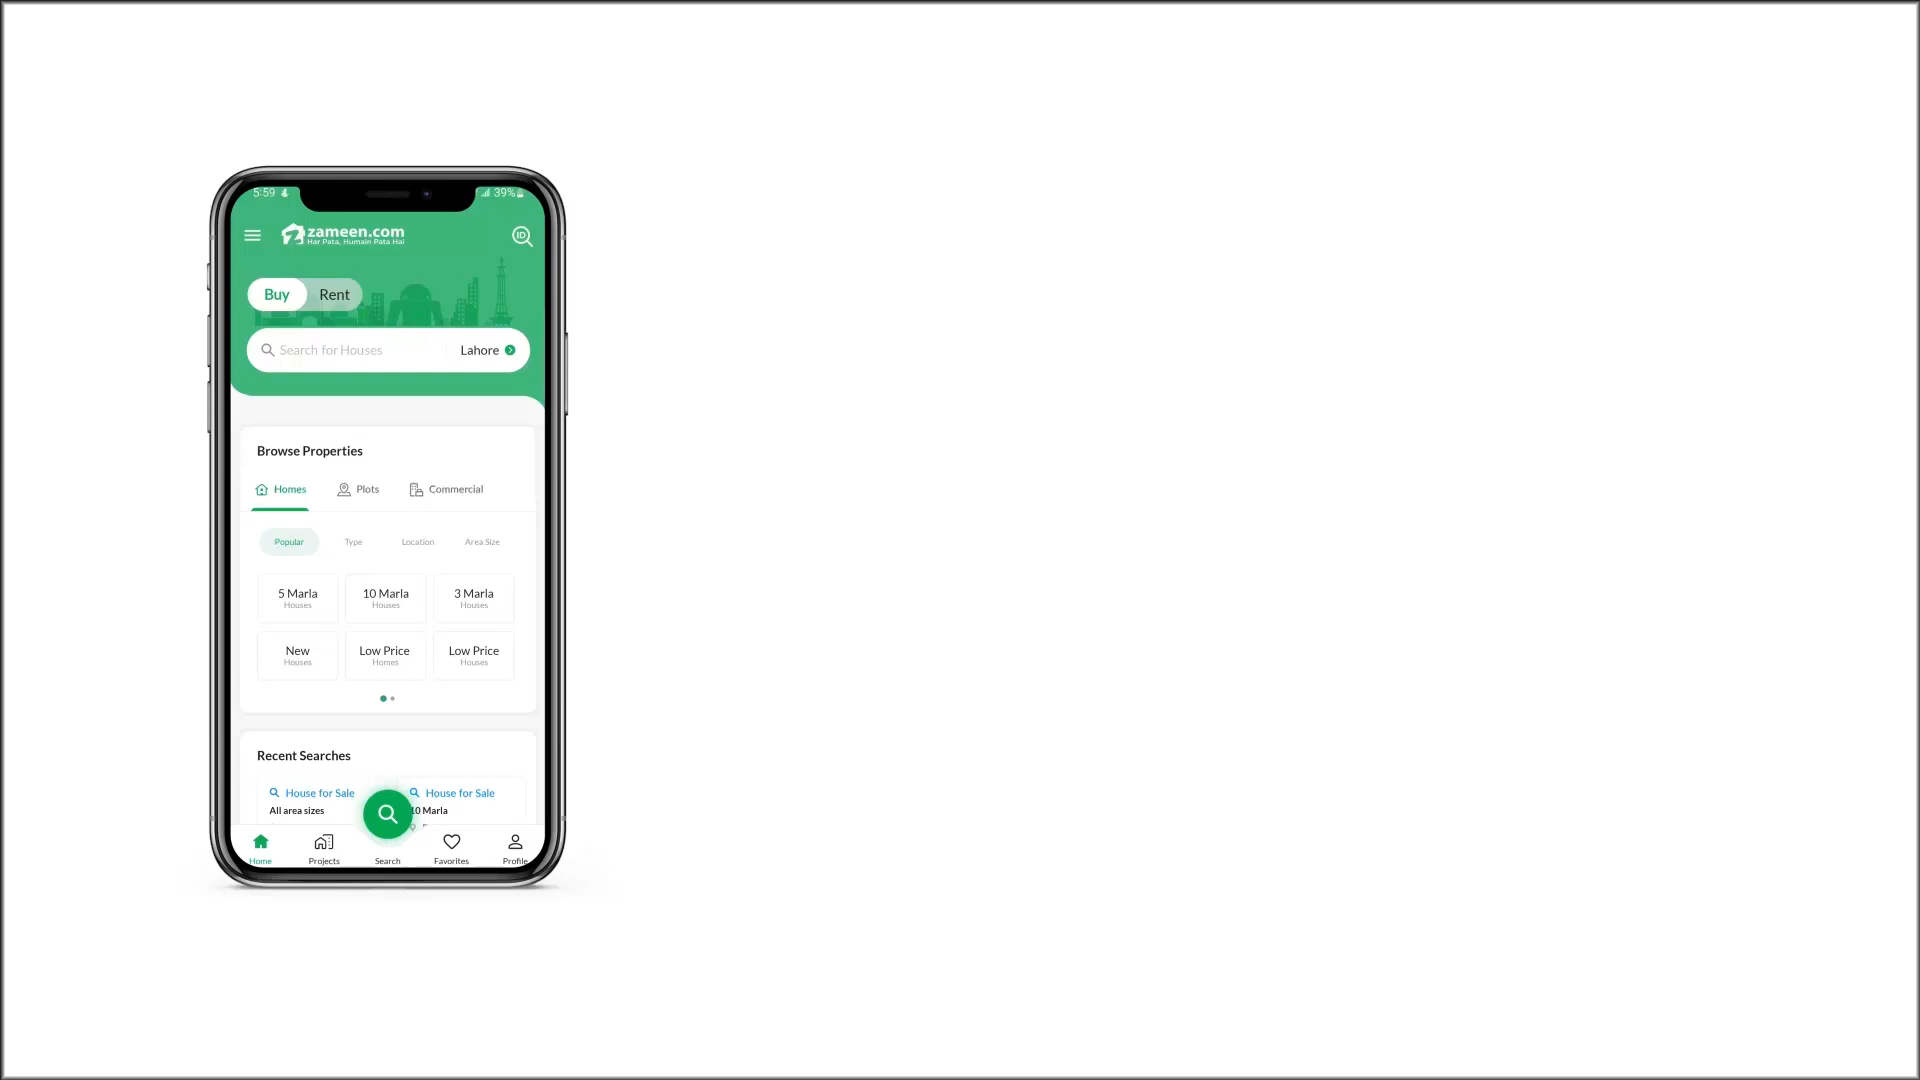 5:59 39%
zameen.com
Har Pata, Humain Pata Hai
ID
Buy Rent
Search for Houses Lahore
Browse Properties
Homes Plots Commercial
Popular Type Location Area Size
5 Marla 10 Marla 3 Marla
Houses Houses Houses
New Low Price Low Price
Houses Homes Houses
Recent Searches
House for Sale House for Sale
All area sizes 10 Marla
Home Projects Search Favorites Profile